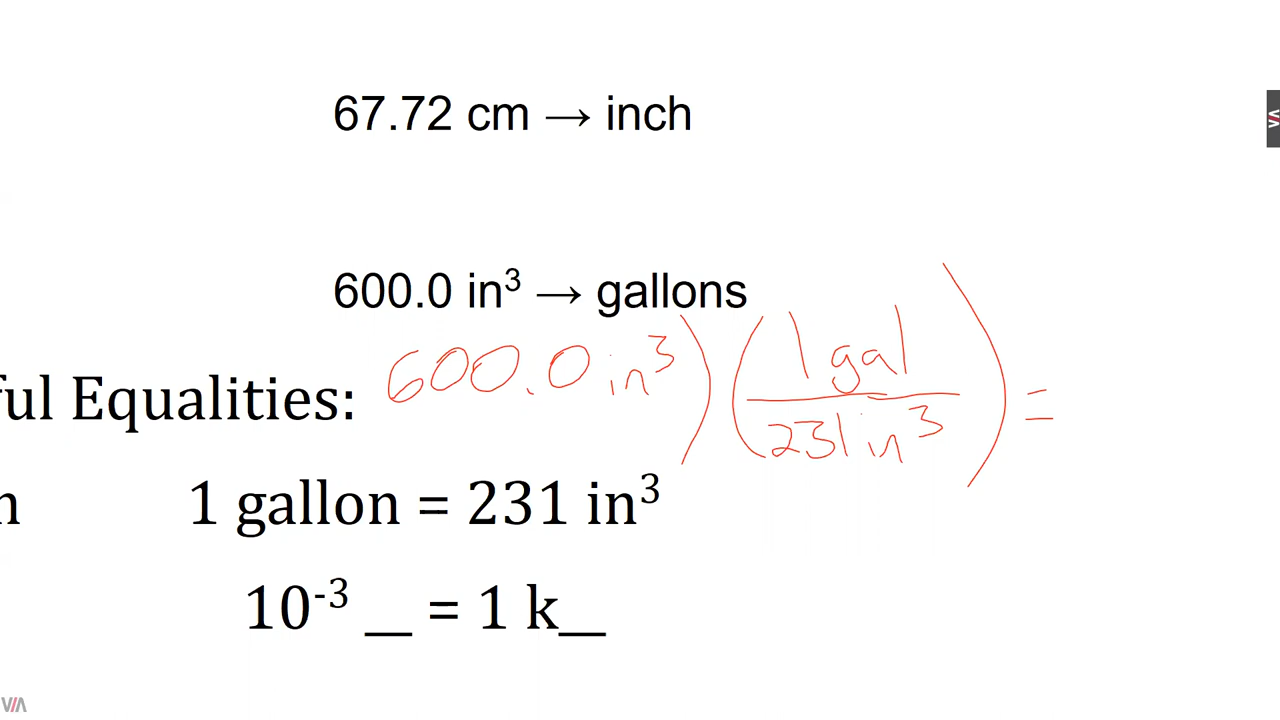 67.72 cm → inch
600.0 in³ → gallons
600.0 in³) (1 gal / 231 in³) =
ful Equalities:
1 gallon = 231 in³
10⁻³ __ = 1 k__
VIA